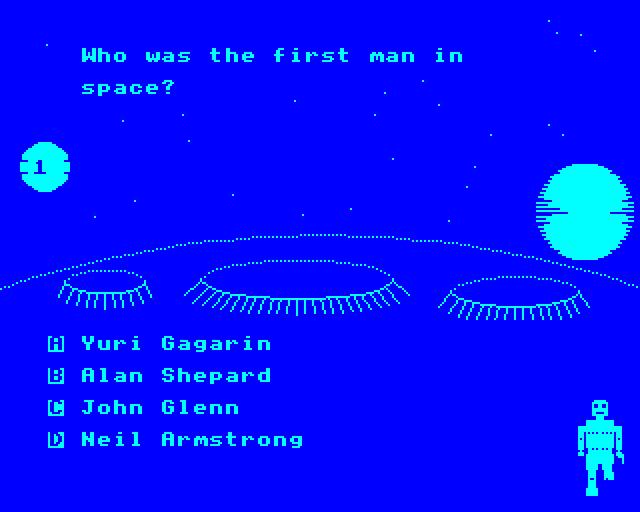 Who was the first man in
space?
1
A Yuri Gagarin
B Alan Shepard
C John Glenn
D Neil Armstrong